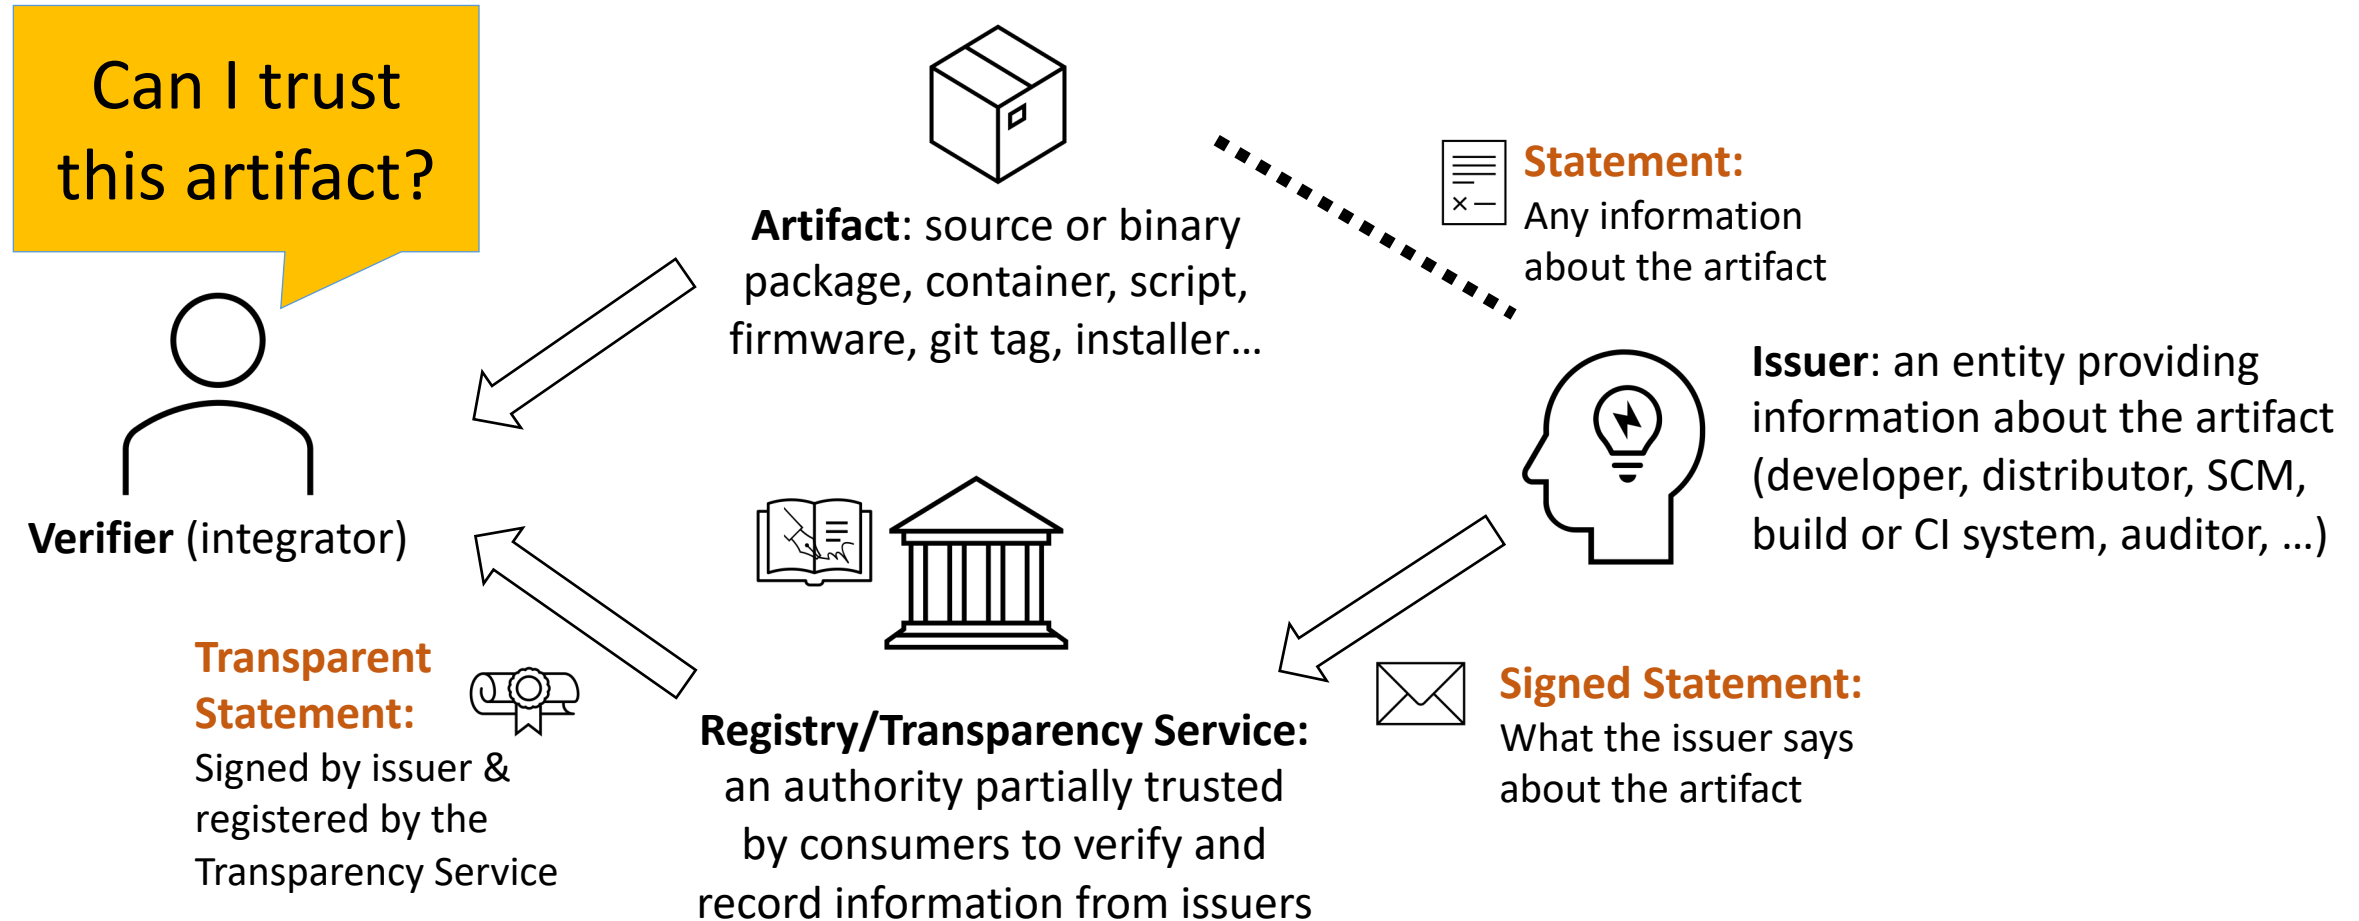 Can I trust
this artifact?
Artifact: source or binary
package, container, script,
firmware, git tag, installer…
Statement:
Any information
about the artifact
Issuer: an entity providing
information about the artifact
(developer, distributor, SCM,
build or CI system, auditor, …)
Verifier (integrator)
Transparent
Statement:
Signed by issuer &
registered by the
Transparency Service
Registry/Transparency Service:
an authority partially trusted
by consumers to verify and
record information from issuers
Signed Statement:
What the issuer says
about the artifact